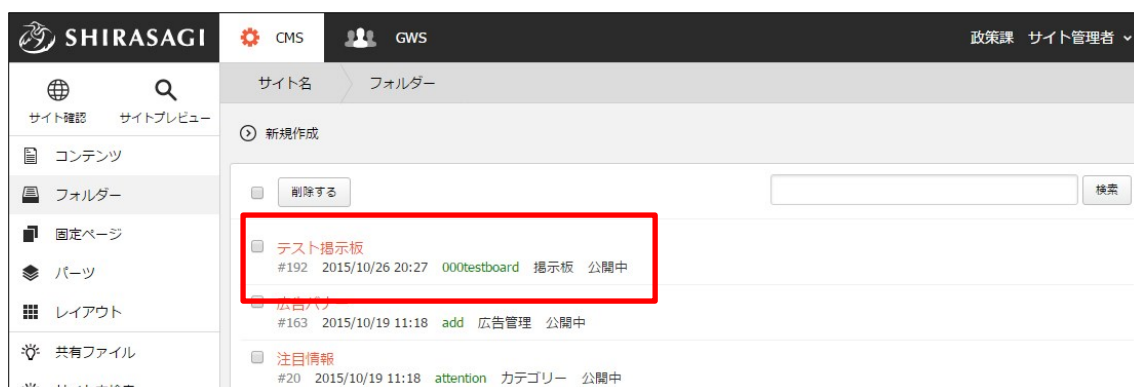 SHIRASAGI CMS GWS 政策課 サイト管理者
サイト名 フォルダー
サイト確認 サイトプレビュー
新規作成
コンテンツ
フォルダー
削除する 検索
固定ページ
テスト掲示板
#192 2015/10/26 20:27 000testboard 掲示板 公開中
パーツ
レイアウト
#163 2015/10/19 11:18 add 広告管理 公開中
共有ファイル
注目情報
#20 2015/10/19 11:18 attention カテゴリー 公開中